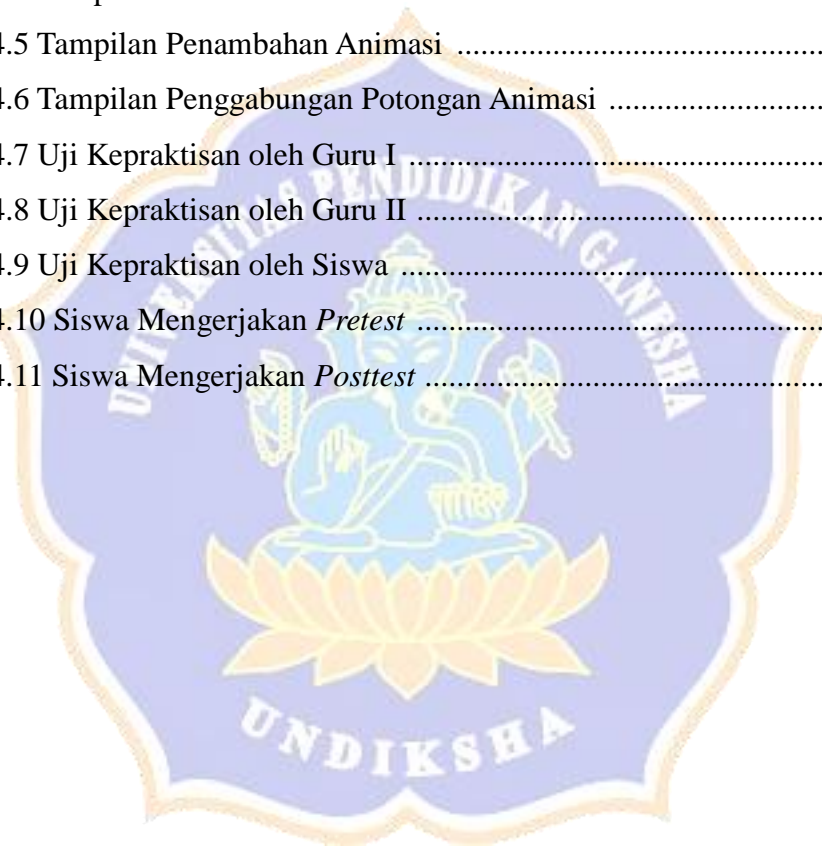 4.5 Tampilan Penambahan Animasi ................................................
4.6 Tampilan Penggabungan Potongan Animasi ............................
4.7 Uji Kepraktisan oleh Guru I ......................................................
4.8 Uji Kepraktisan oleh Guru II .....................................................
4.9 Uji Kepraktisan oleh Siswa .......................................................
4.10 Siswa Mengerjakan Pretest .....................................................
4.11 Siswa Mengerjakan Posttest ....................................................
UNIVERSITAS PENDIDIKAN GANESHA
UNDIKSHA